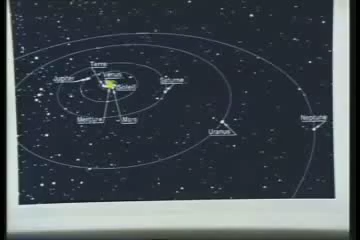 Terre
Venus
Jupiter
Soleil
Saturne
Mercure
Mars
Uranus
Neptune